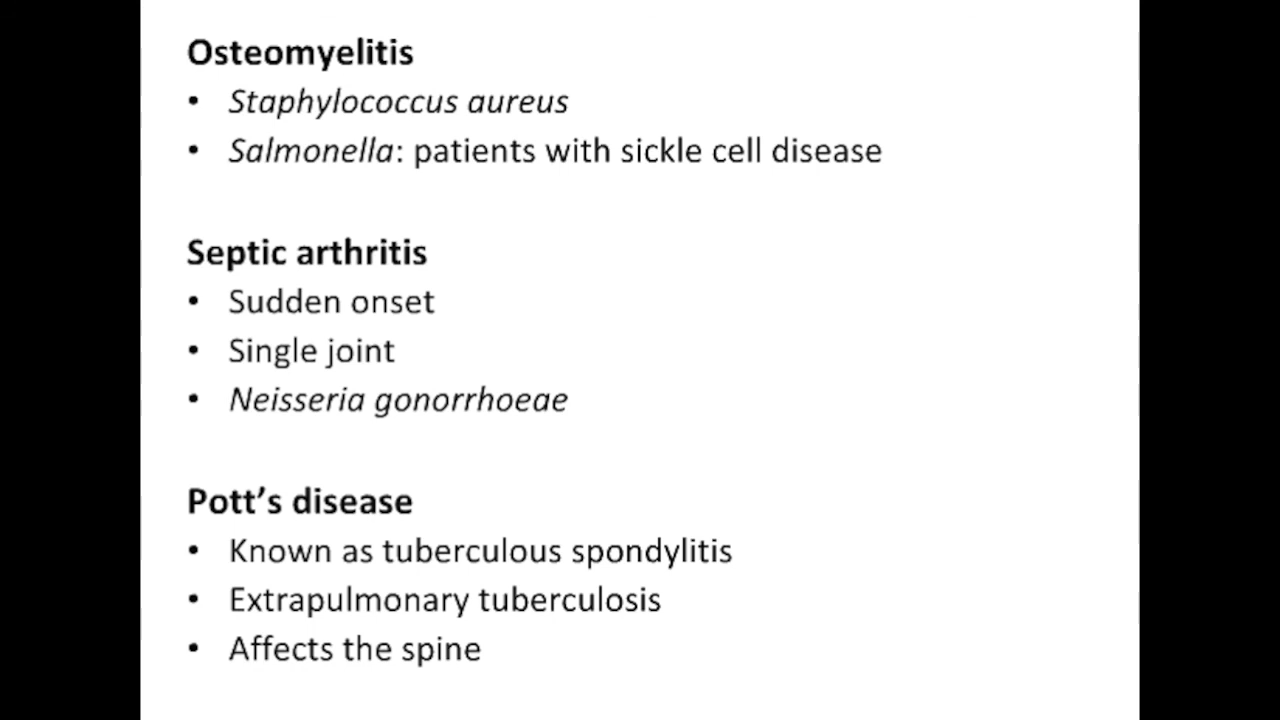 Osteomyelitis
• Staphylococcus aureus
• Salmonella: patients with sickle cell disease
Septic arthritis
• Sudden onset
• Single joint
• Neisseria gonorrhoeae
Pott’s disease
• Known as tuberculous spondylitis
• Extrapulmonary tuberculosis
• Affects the spine